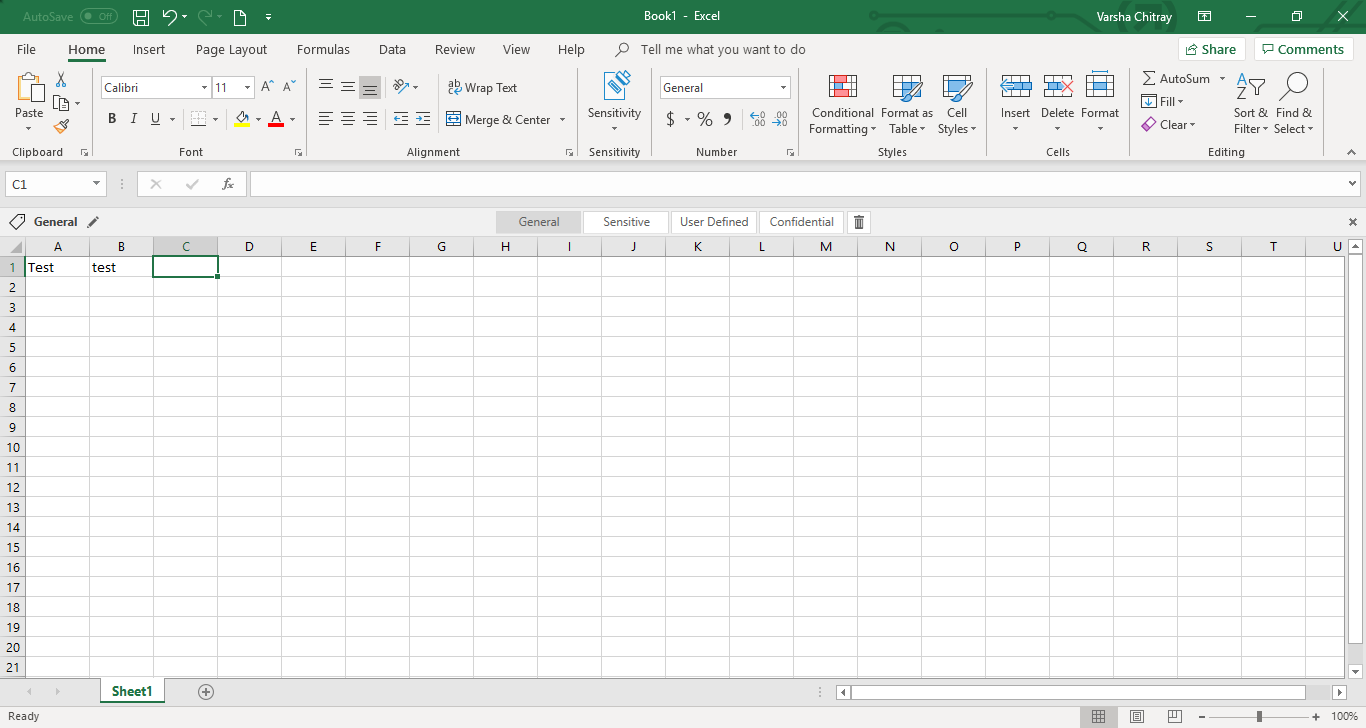 AutoSave Off Book1 - Excel Varsha Chitray
File Home Insert Page Layout Formulas Data Review View Help Tell me what you want to do Share Comments
Calibri 11 A A Wrap Text General AutoSum
Paste Sensitivity Conditional Formatting Format as Table Cell Styles Insert Delete Format Fill Sort & Filter Find & Select
B I U A Merge & Center $ % , Clear
Clipboard Font Alignment Sensitivity Number Styles Cells Editing
C1 fx
General General Sensitive User Defined Confidential
A B C D E F G H I J K L M N O P Q R S T U
1 Test test
2
3
4
5
6
7
8
9
10
11
12
13
14
15
16
17
18
19
20
21
Sheet1
Ready 100%